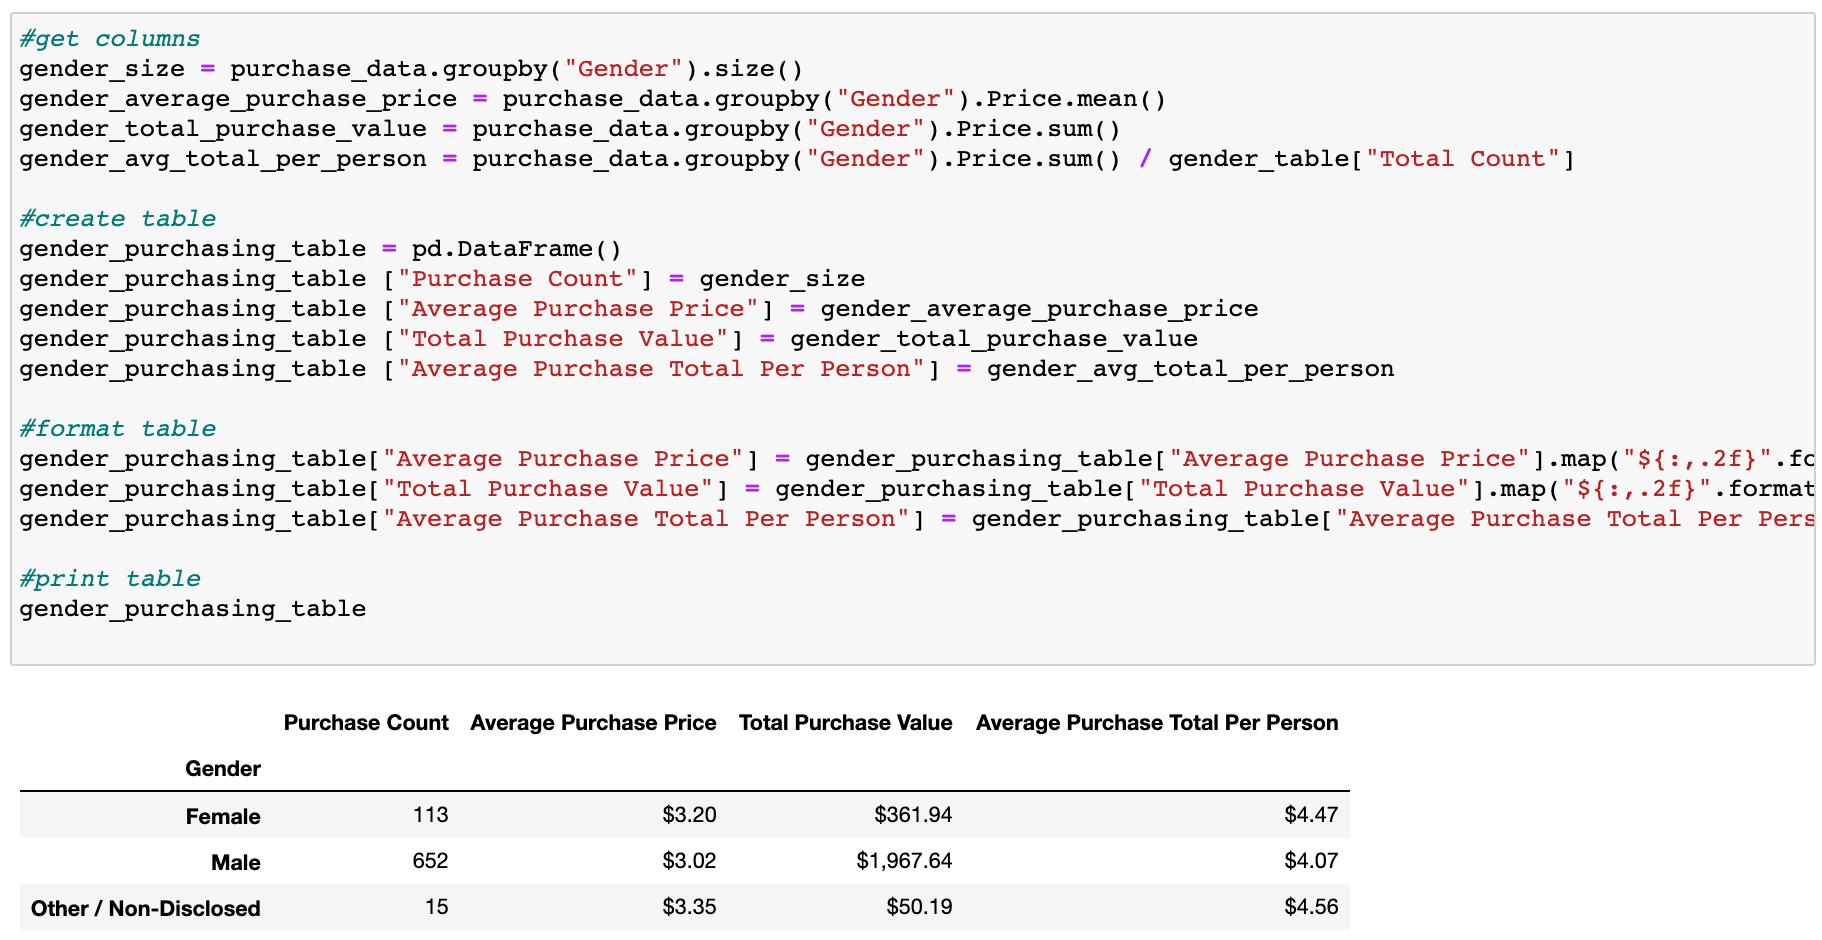 #get columns
gender_size = purchase_data.groupby("Gender").size()
gender_average_purchase_price = purchase_data.groupby("Gender").Price.mean()
gender_total_purchase_value = purchase_data.groupby("Gender").Price.sum()
gender_avg_total_per_person = purchase_data.groupby("Gender").Price.sum() / gender_table["Total Count"]
#create table
gender_purchasing_table = pd.DataFrame()
gender_purchasing_table ["Purchase Count"] = gender_size
gender_purchasing_table ["Average Purchase Price"] = gender_average_purchase_price
gender_purchasing_table ["Total Purchase Value"] = gender_total_purchase_value
gender_purchasing_table ["Average Purchase Total Per Person"] = gender_avg_total_per_person
#format table
gender_purchasing_table["Average Purchase Price"] = gender_purchasing_table["Average Purchase Price"].map("${:,.2f}".fo
gender_purchasing_table["Total Purchase Value"] = gender_purchasing_table["Total Purchase Value"].map("${:,.2f}".format
gender_purchasing_table["Average Purchase Total Per Person"] = gender_purchasing_table["Average Purchase Total Per Pers
#print table
gender_purchasing_table
Purchase Count Average Purchase Price Total Purchase Value Average Purchase Total Per Person
Gender
Female 113 $3.20 $361.94 $4.47
Male 652 $3.02 $1,967.64 $4.07
Other / Non-Disclosed 15 $3.35 $50.19 $4.56